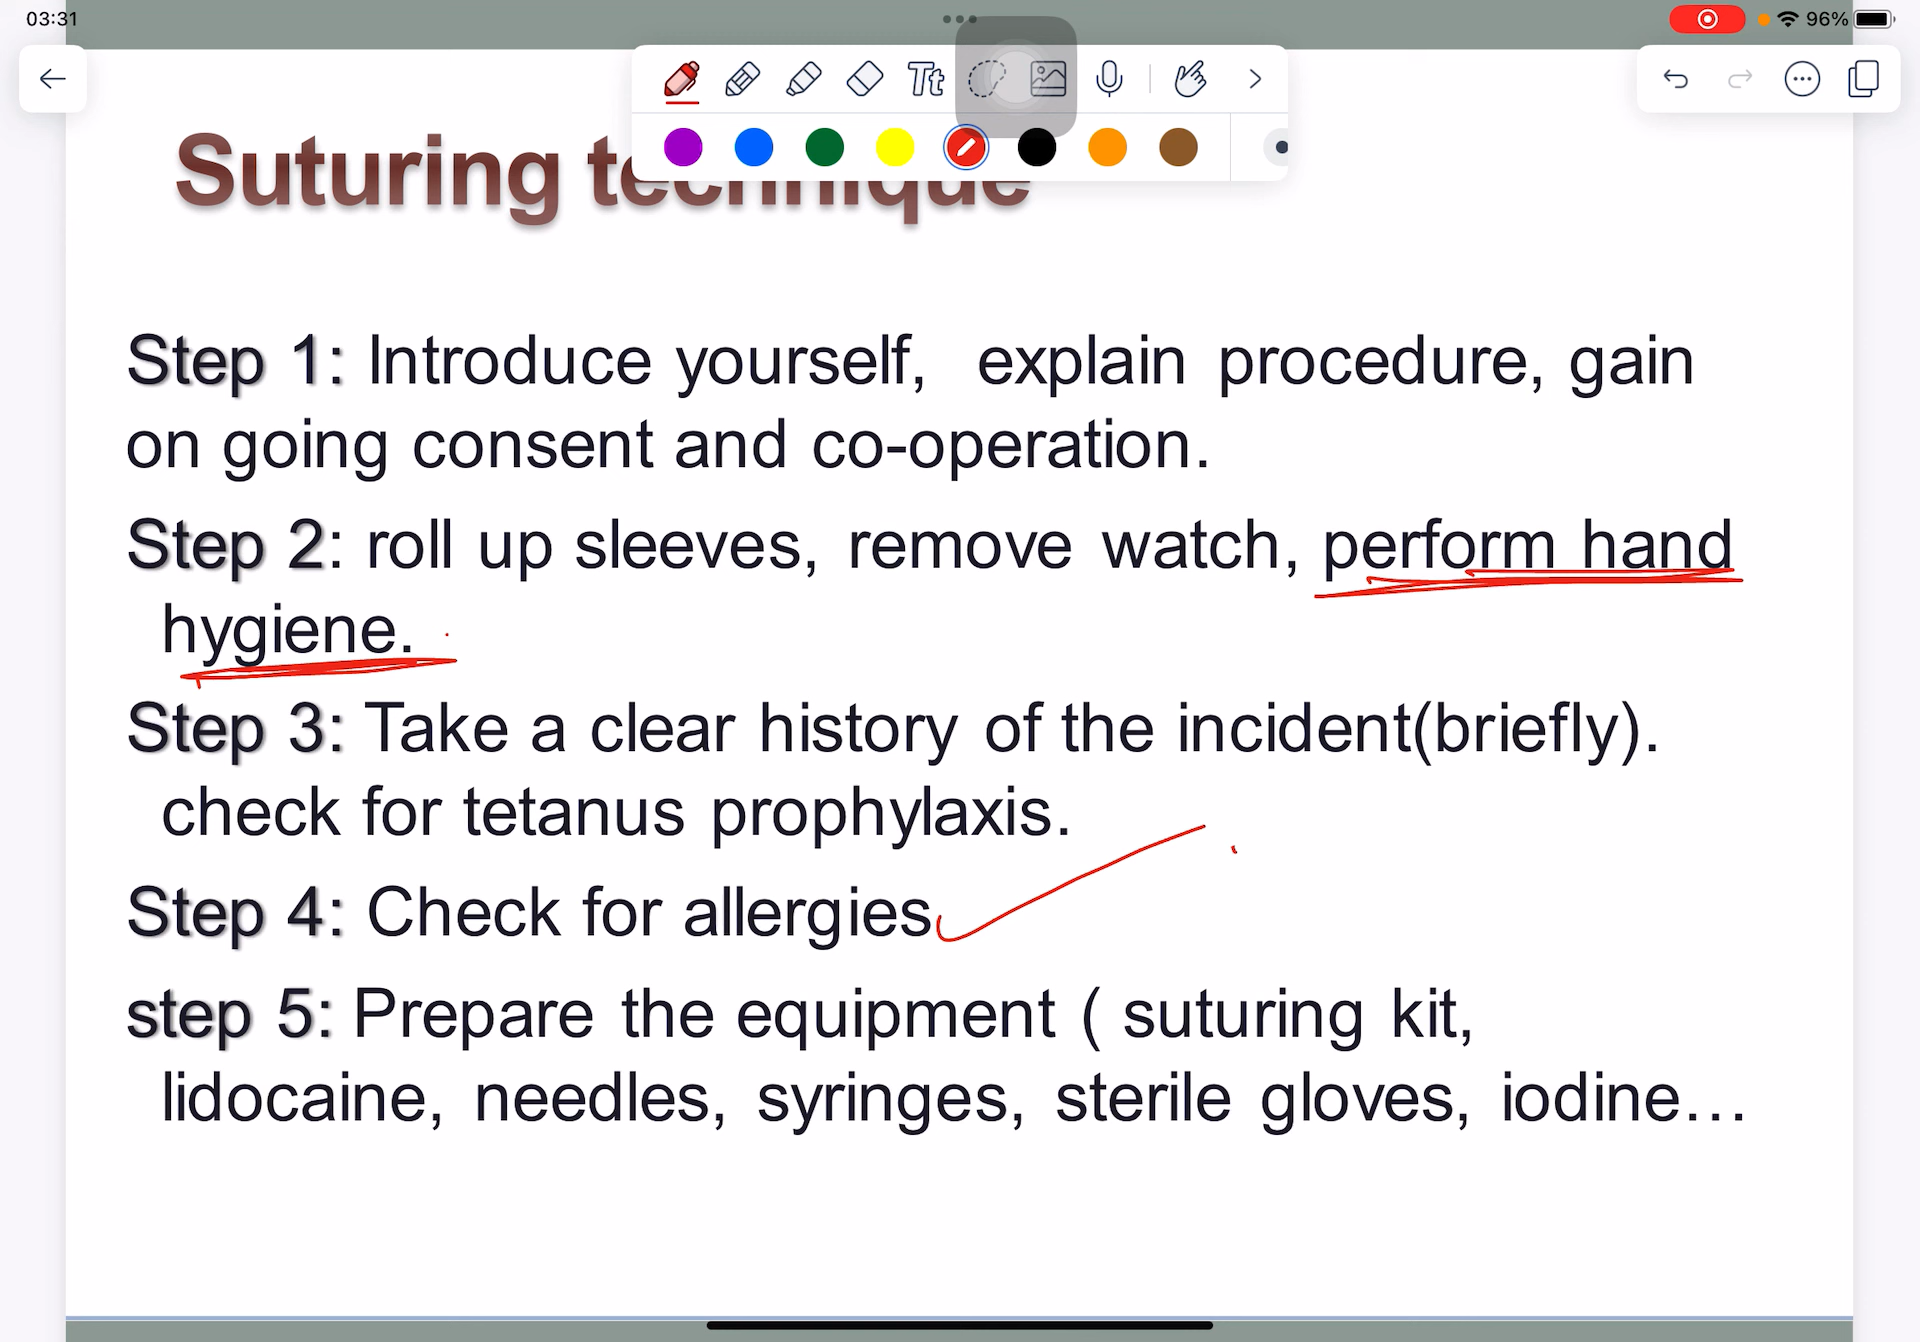 03:31
96%
Tt
Suturing technique
Step 1: Introduce yourself, explain procedure, gain
on going consent and co-operation.
Step 2: roll up sleeves, remove watch, perform hand
hygiene.
Step 3: Take a clear history of the incident(briefly).
check for tetanus prophylaxis.
Step 4: Check for allergies
step 5: Prepare the equipment ( suturing kit,
lidocaine, needles, syringes, sterile gloves, iodine...